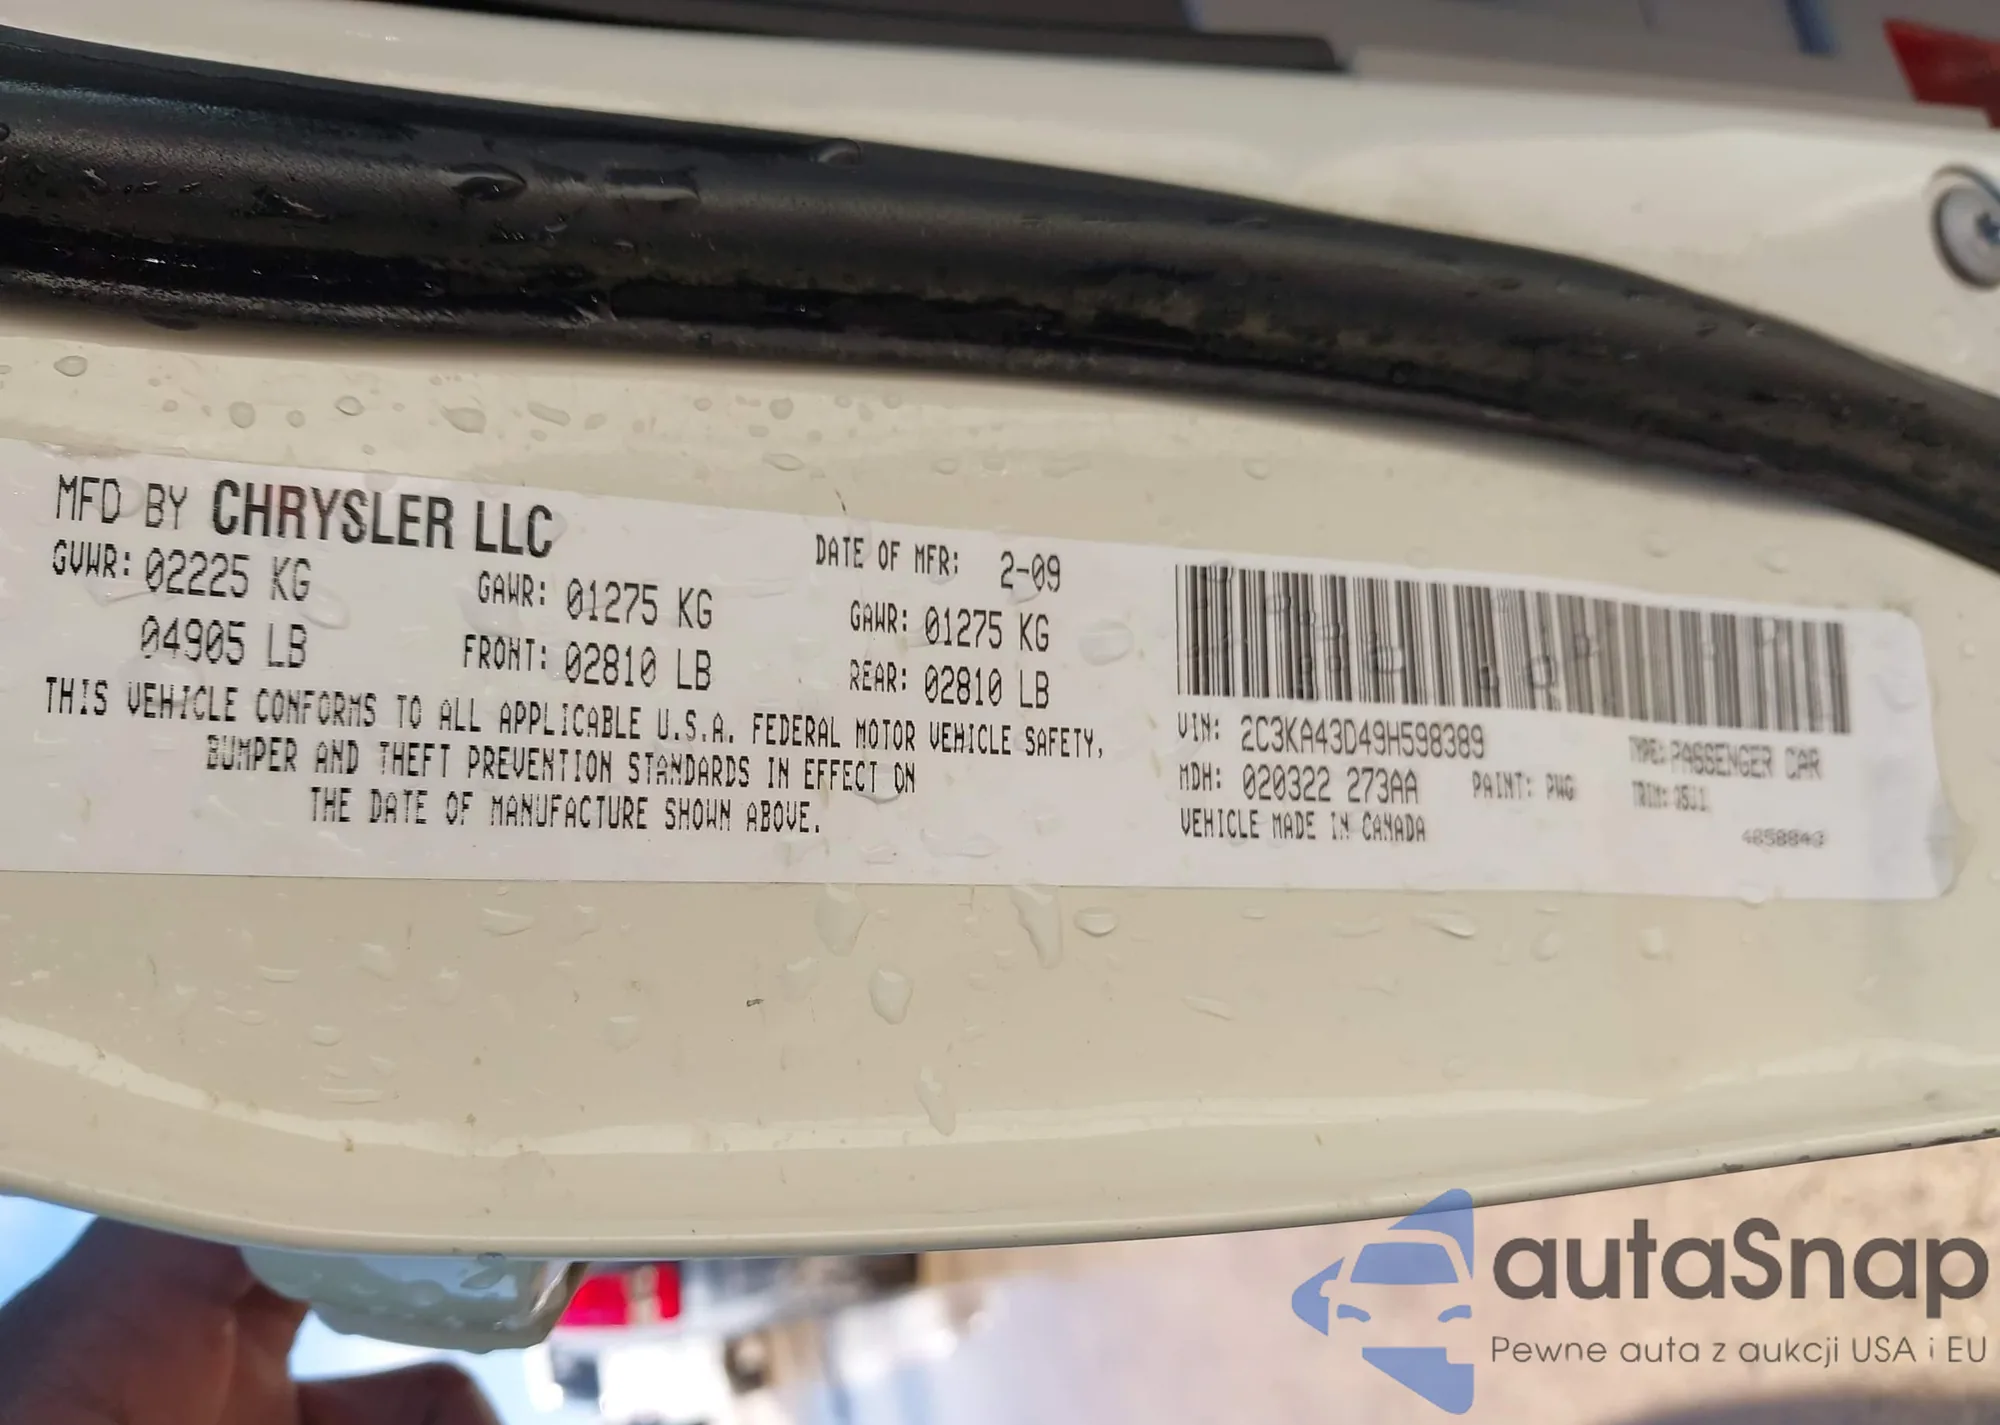 MFD BY CHRYSLER LLC
DATE OF MFR: 2-09
GVWR: 02225 KG GAWR: 01275 KG GAWR: 01275 KG
04905 LB FRONT: 02810 LB REAR: 02810 LB
THIS VEHICLE CONFORMS TO ALL APPLICABLE U.S.A. FEDERAL MOTOR VEHICLE SAFETY,
BUMPER AND THEFT PREVENTION STANDARDS IN EFFECT ON
THE DATE OF MANUFACTURE SHOWN ABOVE.
VIN: 2C3KA43D49H598389 TYPE: PASSENGER CAR
MDH: 020322 273AA PAINT: PWG TRIM:
VEHICLE MADE IN CANADA
autaSnap
Pewne auta z aukcji USA i EU